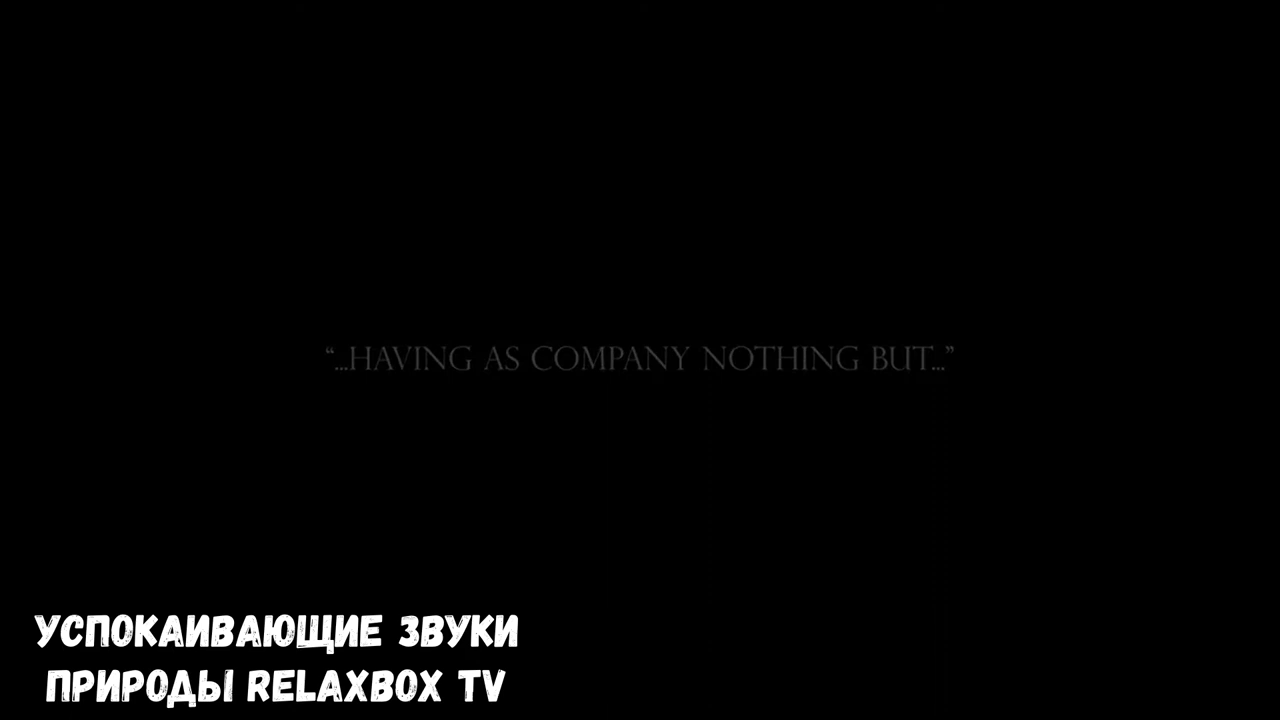 “...HAVING AS COMPANY NOTHING BUT...”
УСПОКАИВАЮЩИЕ ЗВУКИ
ПРИРОДЫ RELAXBOX TV